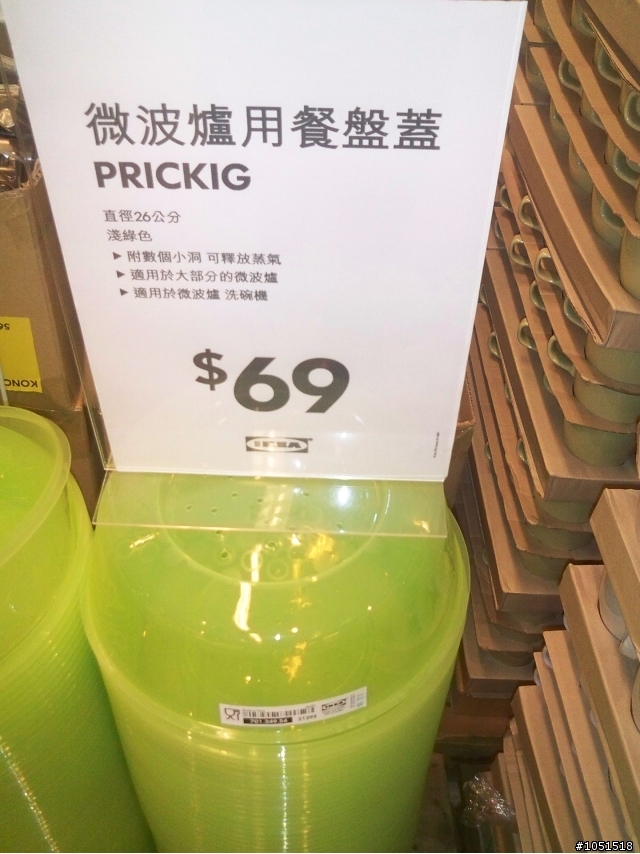 微波爐用餐盤蓋
PRICKIG
直徑26公分
淺綠色
▶ 附數個小洞 可釋放蒸氣
▶ 適用於大部分的微波爐
▶ 適用於微波爐 洗碗機
$69
IKEA
KONC
IKEA
#1051518